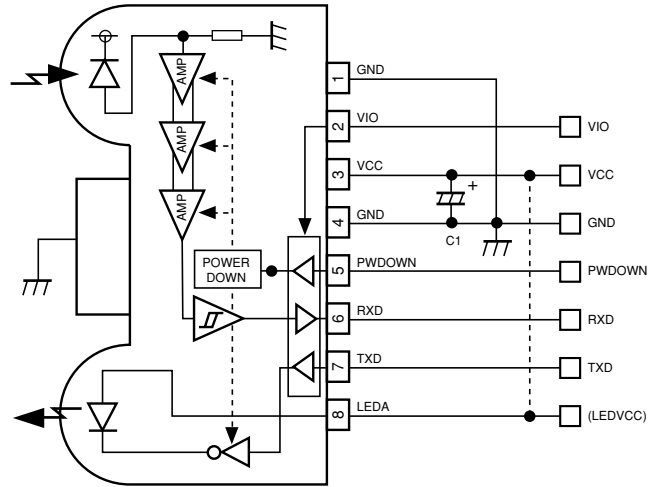 AMP
AMP
AMP
POWER
DOWN
1 GND
2 VIO
3 VCC
4 GND
5 PWDOWN
6 RXD
7 TXD
8 LEDA
+
C1
VIO
VCC
GND
PWDOWN
RXD
TXD
(LEDVCC)